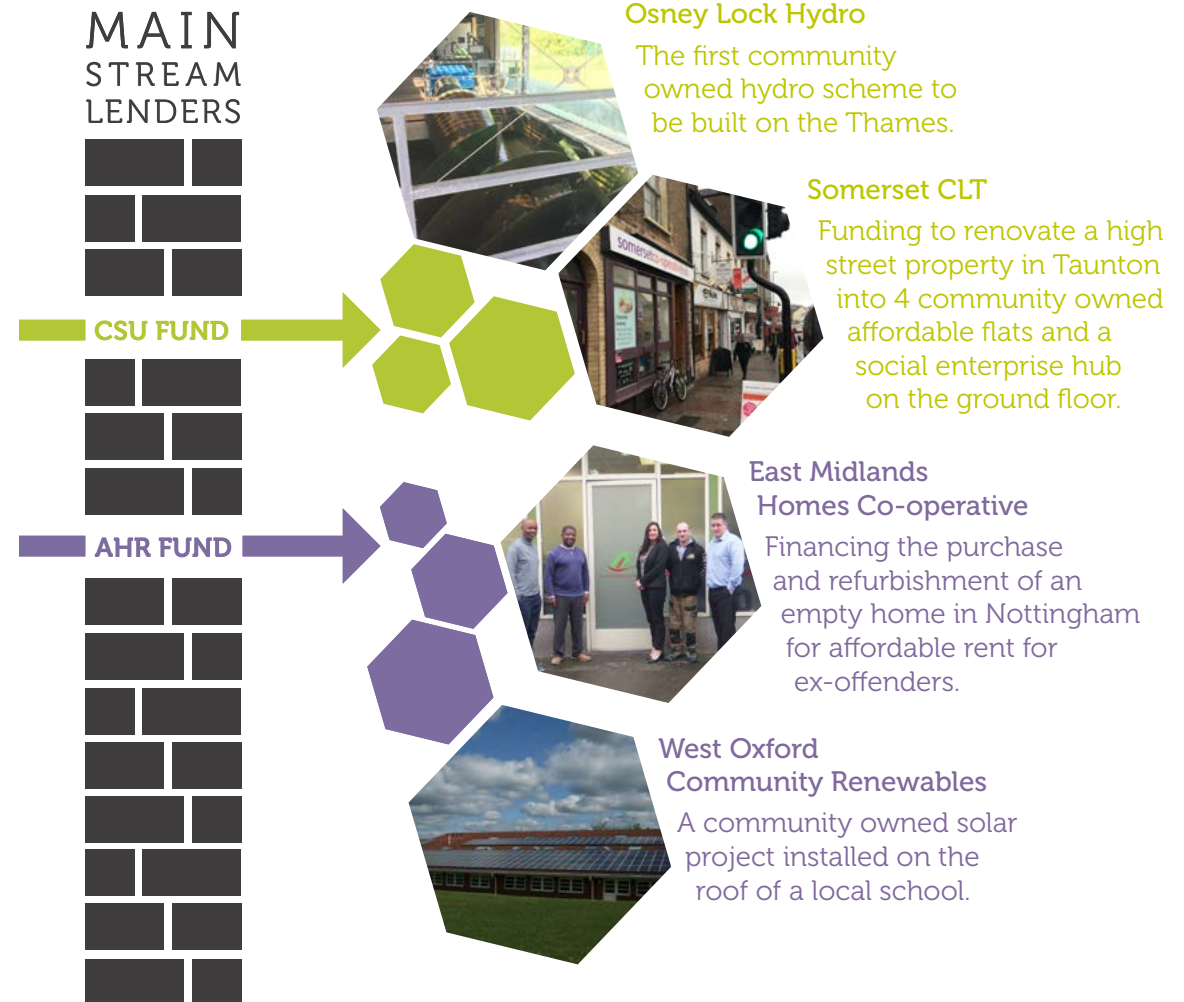 MAIN
STREAM
LENDERS
CSU FUND
AHR FUND
Osney Lock Hydro
The first community
owned hydro scheme to
be built on the Thames.
Somerset CLT
Funding to renovate a high
street property in Taunton
into 4 community owned
affordable flats and a
social enterprise hub
on the ground floor.
East Midlands
Homes Co-operative
Financing the purchase
and refurbishment of an
empty home in Nottingham
for affordable rent for
ex-offenders.
West Oxford
Community Renewables
A community owned solar
project installed on the
roof of a local school.